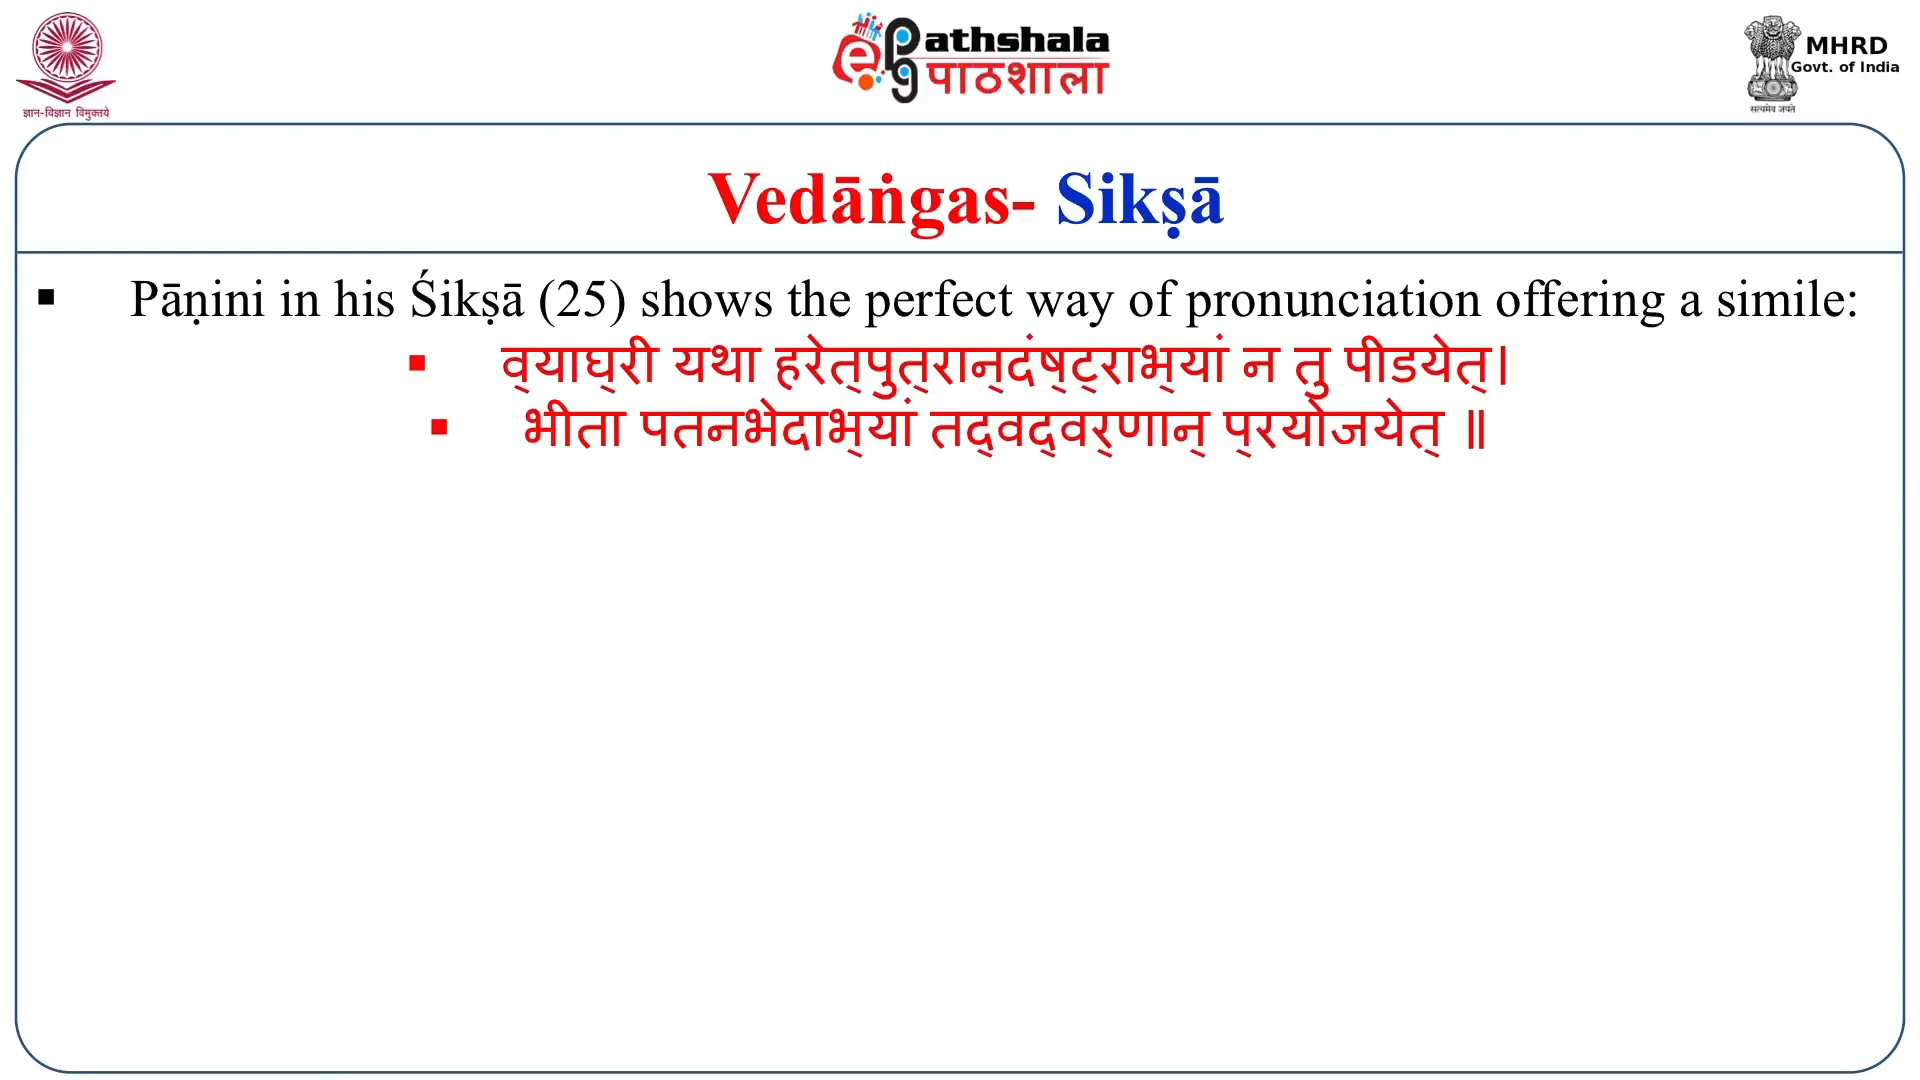 ज्ञान-विज्ञान विमुक्तये
e Pg Pathshala
पाठशाला
MHRD
Govt. of India
सत्यमेव जयते
Vedāṅgas- Sikṣā
▪ Pāṇini in his Śikṣā (25) shows the perfect way of pronunciation offering a simile:
▪ व्याघ्री यथा हरेत्पुत्रान्दंष्ट्राभ्यां न तु पीडयेत्।
▪ भीता पतनभेदाभ्यां तद्वद्वर्णान् प्रयोजयेत् ॥